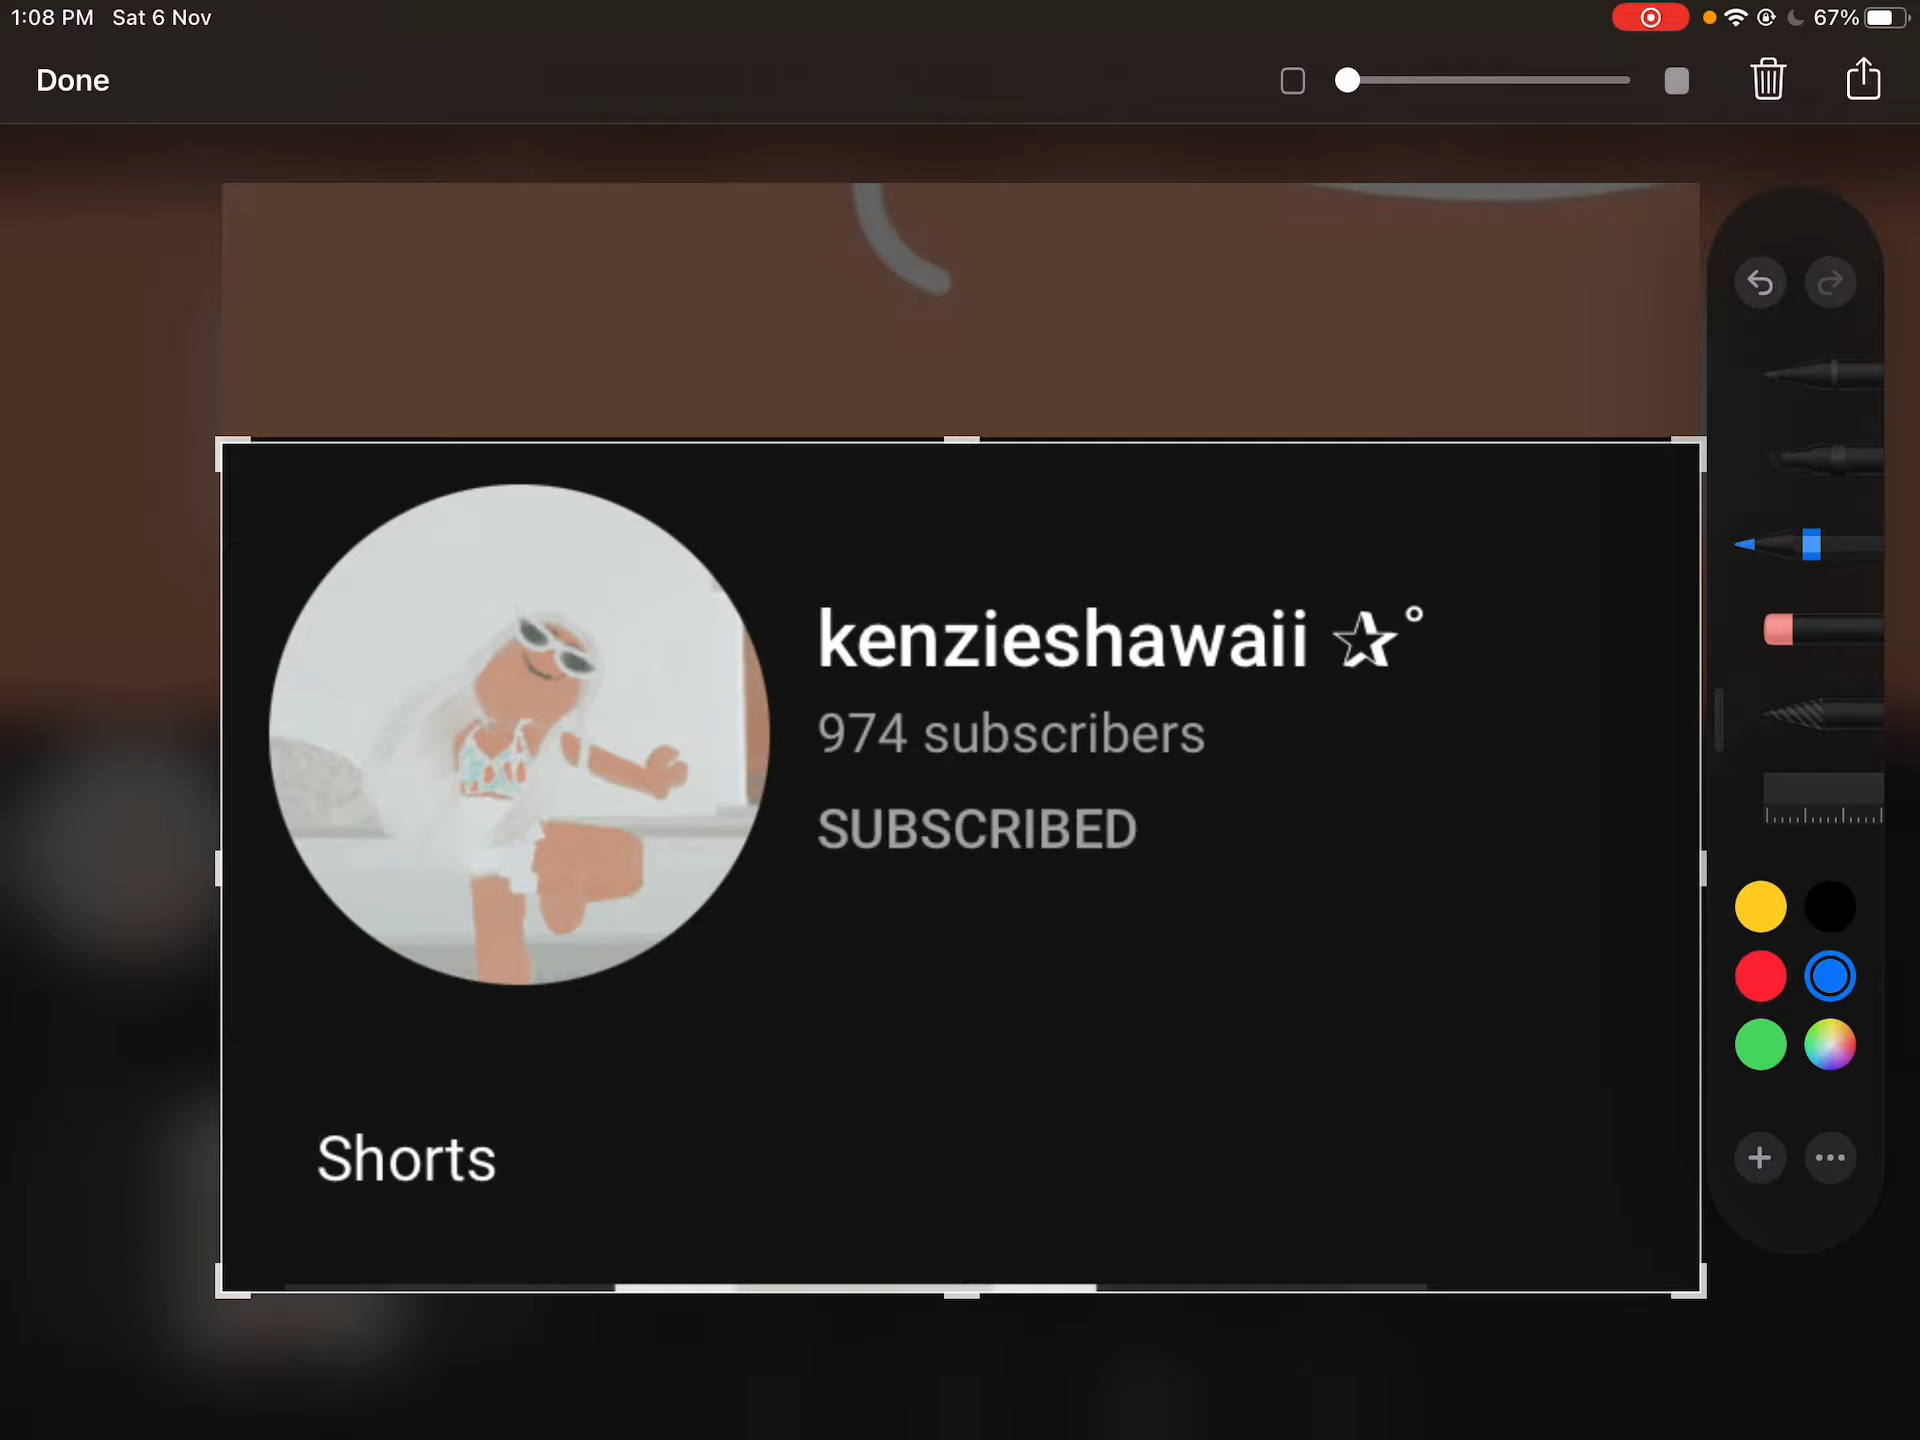 1:08 PM Sat 6 Nov
67%
Done
kenzieshawaii ✰˚
974 subscribers
SUBSCRIBED
Shorts